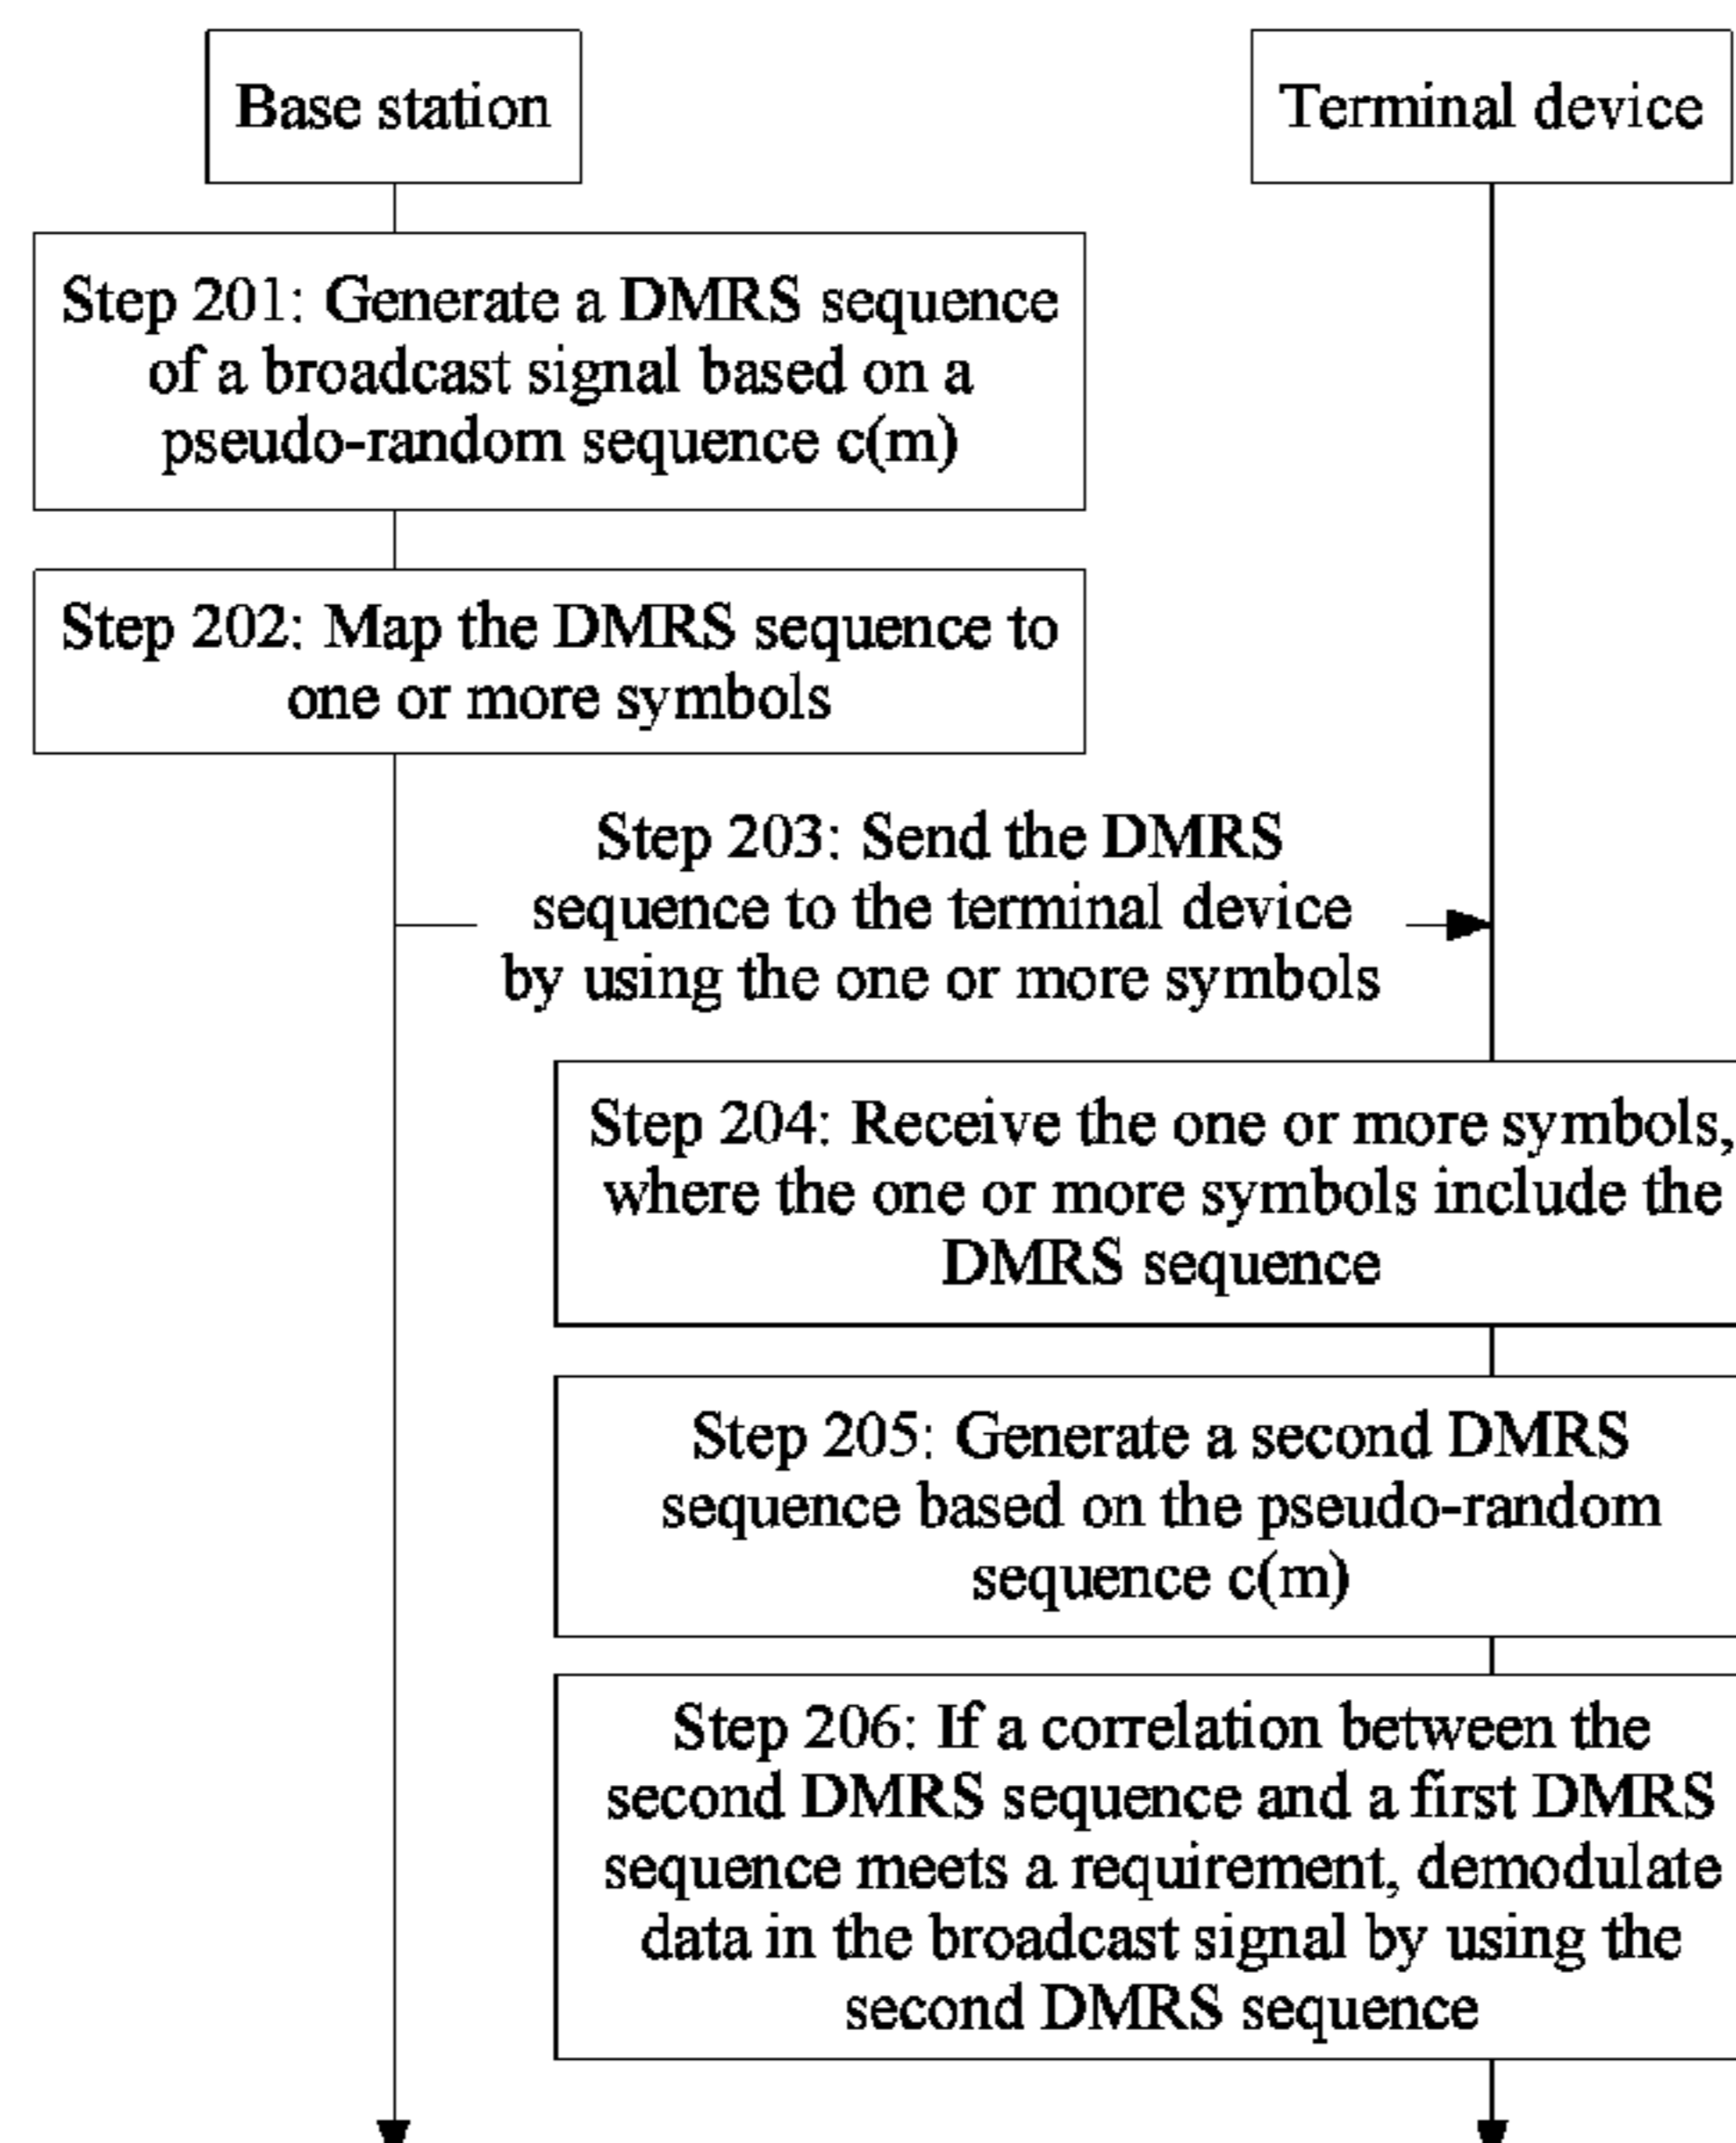 Base station
Terminal device
Step 201: Generate a DMRS sequence
of a broadcast signal based on a
pseudo-random sequence c(m)
Step 202: Map the DMRS sequence to
one or more symbols
Step 203: Send the DMRS
sequence to the terminal device
by using the one or more symbols
Step 204: Receive the one or more symbols,
where the one or more symbols include the
DMRS sequence
Step 205: Generate a second DMRS
sequence based on the pseudo-random
sequence c(m)
Step 206: If a correlation between the
second DMRS sequence and a first DMRS
sequence meets a requirement, demodulate
data in the broadcast signal by using the
second DMRS sequence